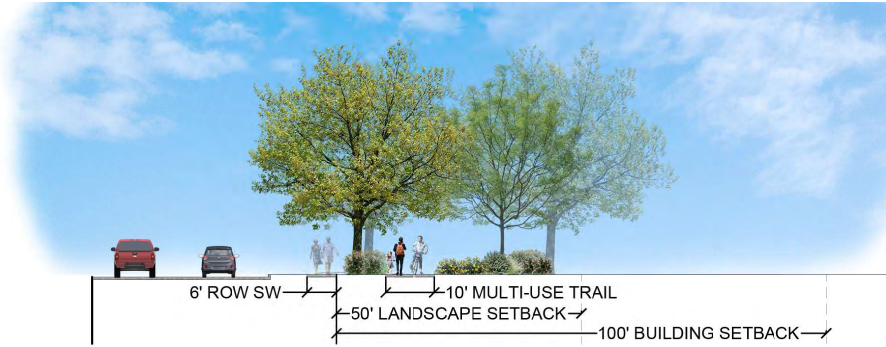 6' ROW SW
10' MULTI-USE TRAIL
50' LANDSCAPE SETBACK
100' BUILDING SETBACK